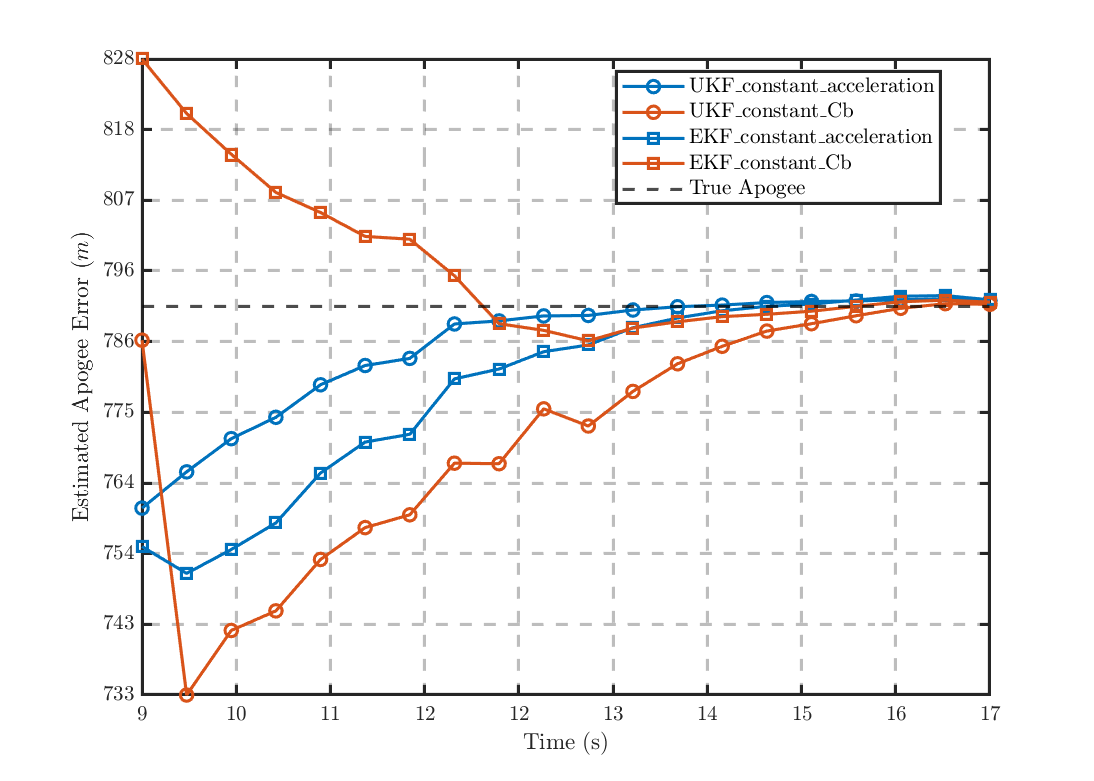 828
818
807
796
786
775
764
754
743
733
Estimated Apogee Error (m)
UKF_constant_acceleration
UKF_constant_Cb
EKF_constant_acceleration
EKF_constant_Cb
True Apogee
9 10 11 12 12 13 14 15 16 17
Time (s)